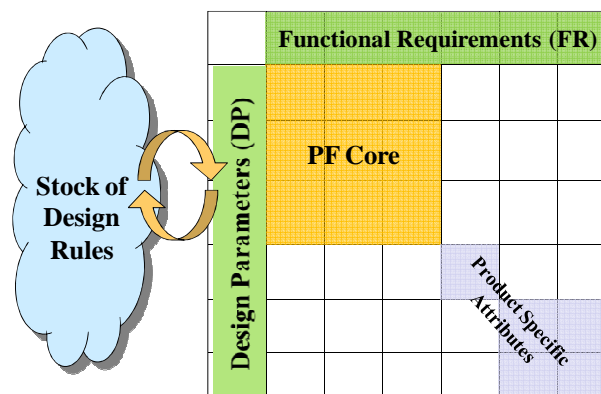 Functional Requirements (FR)
Stock of
Design
Rules
Design Parameters (DP)
PF Core
Product Specific
Attributes